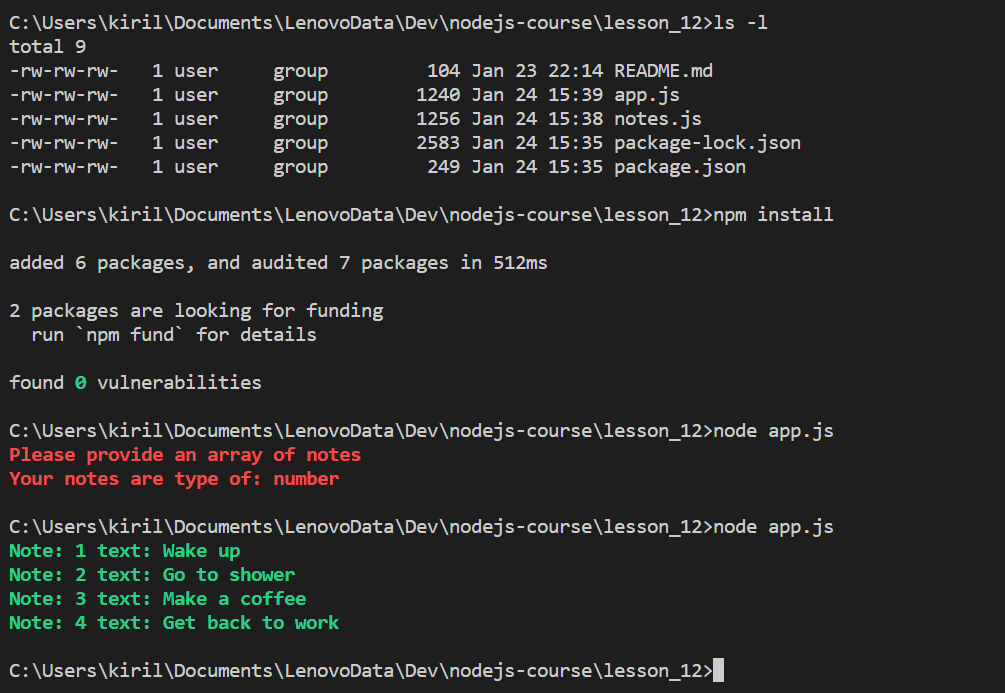 C:\Users\kiril\Documents\LenovoData\Dev\nodejs-course\lesson_12>ls -l
total 9
-rw-rw-rw-   1 user     group         104 Jan 23 22:14 README.md
-rw-rw-rw-   1 user     group        1240 Jan 24 15:39 app.js
-rw-rw-rw-   1 user     group        1256 Jan 24 15:38 notes.js
-rw-rw-rw-   1 user     group        2583 Jan 24 15:35 package-lock.json
-rw-rw-rw-   1 user     group         249 Jan 24 15:35 package.json
C:\Users\kiril\Documents\LenovoData\Dev\nodejs-course\lesson_12>npm install
added 6 packages, and audited 7 packages in 512ms
2 packages are looking for funding
  run `npm fund` for details
found 0 vulnerabilities
C:\Users\kiril\Documents\LenovoData\Dev\nodejs-course\lesson_12>node app.js
Please provide an array of notes
Your notes are type of: number
C:\Users\kiril\Documents\LenovoData\Dev\nodejs-course\lesson_12>node app.js
Note: 1 text: Wake up
Note: 2 text: Go to shower
Note: 3 text: Make a coffee
Note: 4 text: Get back to work
C:\Users\kiril\Documents\LenovoData\Dev\nodejs-course\lesson_12>